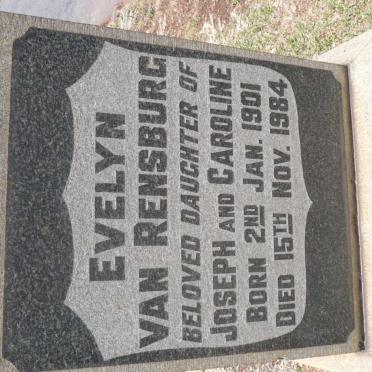 EVELYN
VAN RENSBURG
BELOVED DAUGHTER OF
JOSEPH AND CAROLINE
BORN 2ND JAN. 1901
DIED 15TH NOV. 1984